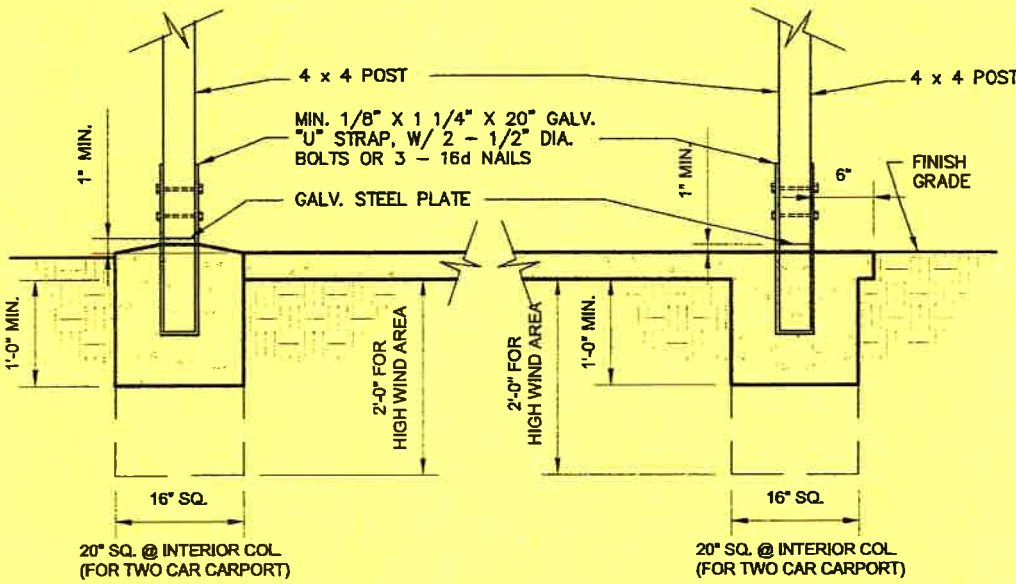 4 x 4 POST
4 x 4 POST
MIN. 1/8" X 1 1/4" X 20" GALV.
"U" STRAP, W/ 2 - 1/2" DIA.
BOLTS OR 3 - 16d NAILS
GALV. STEEL PLATE
1" MIN.
1" MIN.
6"
FINISH
GRADE
1'-0" MIN.
2'-0" FOR
HIGH WIND AREA
2'-0" FOR
HIGH WIND AREA
1'-0" MIN.
16" SQ.
16" SQ.
20" SQ. @ INTERIOR COL.
(FOR TWO CAR CARPORT)
20" SQ. @ INTERIOR COL.
(FOR TWO CAR CARPORT)